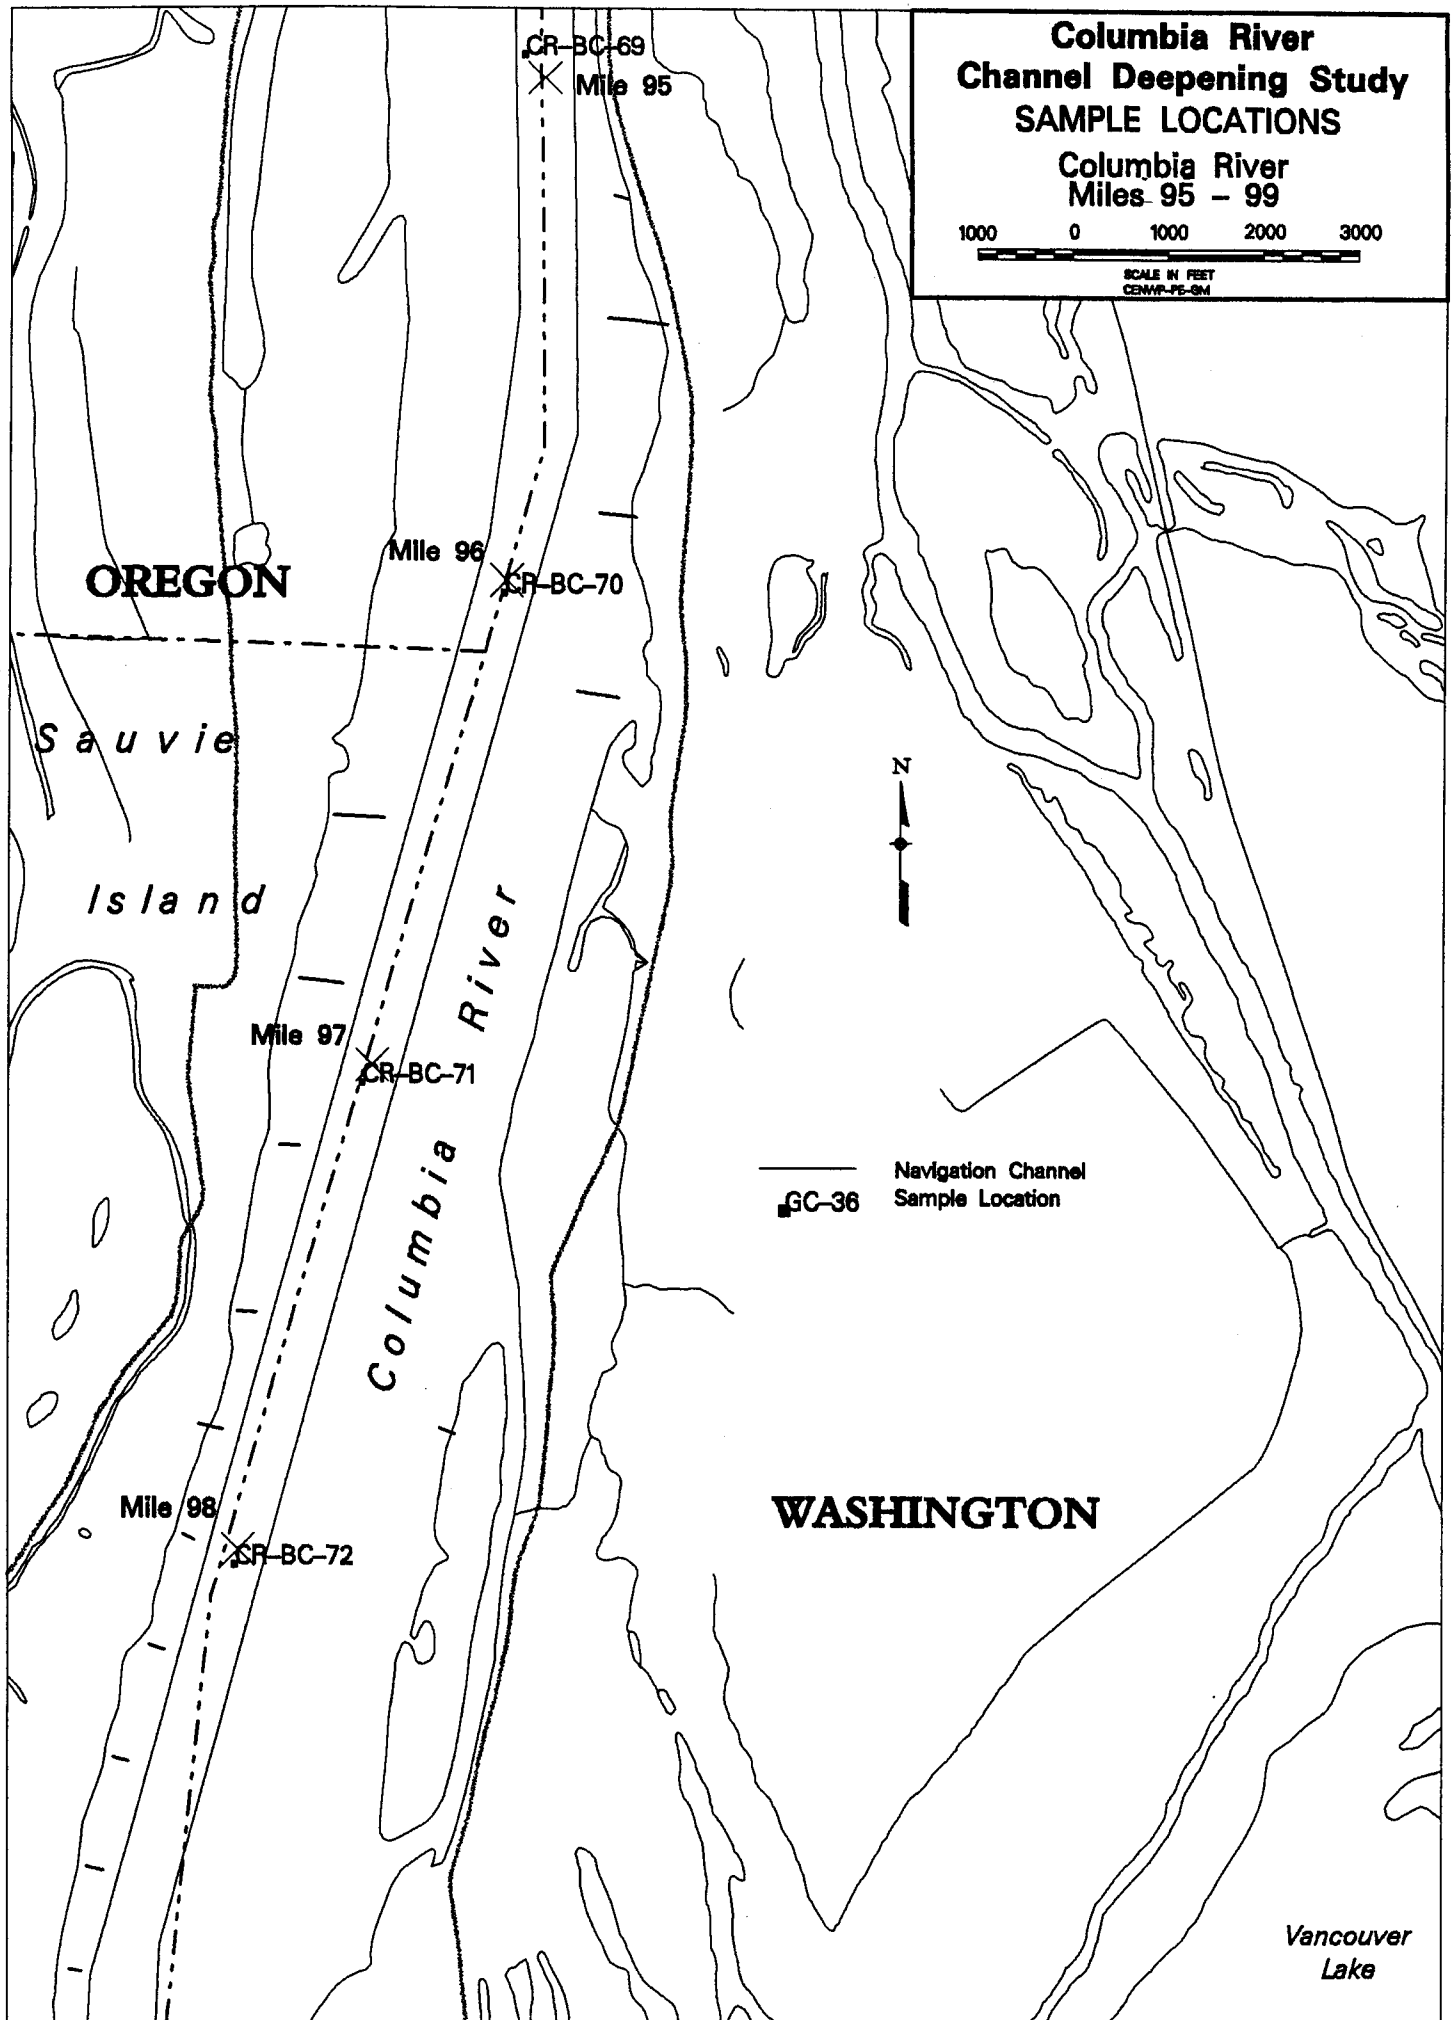 Columbia River
Channel Deepening Study
SAMPLE LOCATIONS
Columbia River
Miles 95 – 99
1000 0 1000 2000 3000
SCALE IN FEET
CENWP-PE-GM
CR–BC–69
Mile 95
Mile 96
CR–BC–70
OREGON
Sauvie
Island
N
Mile 97
CR–BC–71
Columbia River
Navigation Channel
GC–36 Sample Location
Mile 98
CR–BC–72
WASHINGTON
Vancouver
Lake